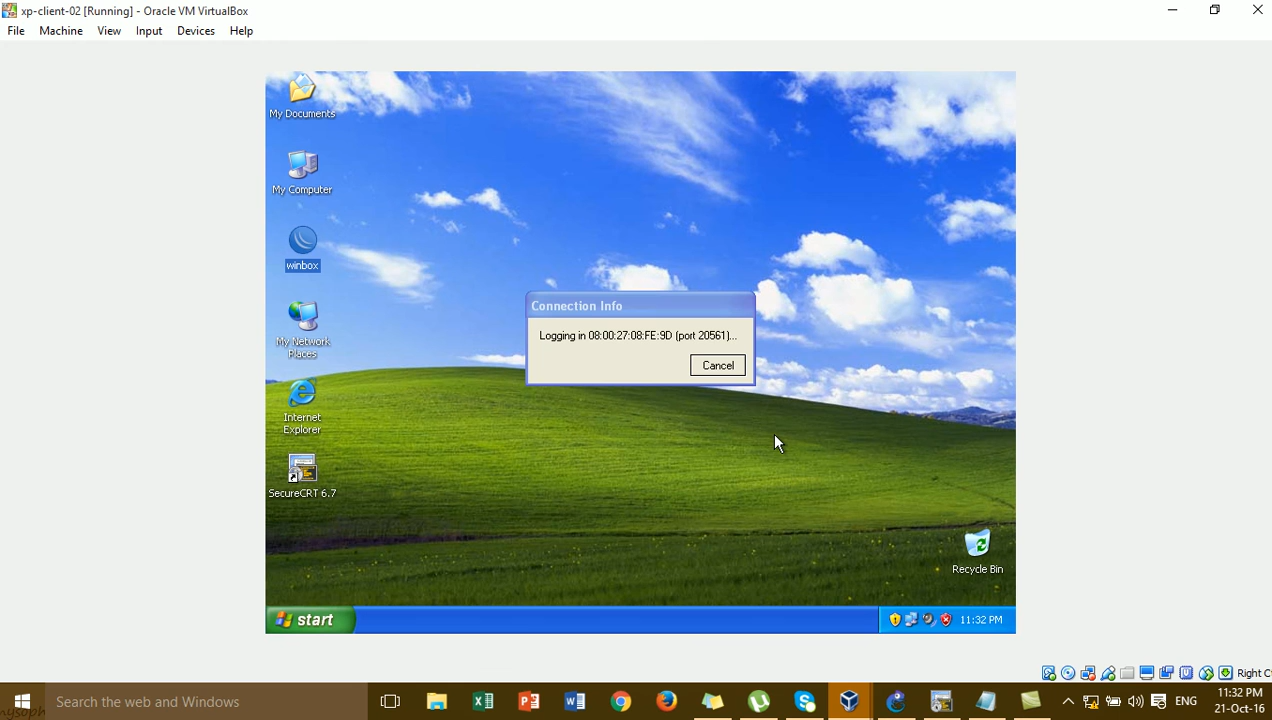 xp-client-02 [Running] - Oracle VM VirtualBox
File Machine View Input Devices Help
My Documents
My Computer
winbox
My Network
Places
Internet
Explorer
SecureCRT 6.7
Connection Info
Logging in 08:00:27:08:FE:9D (port 20561)...
Cancel
Recycle Bin
start
11:32 PM
Right C
Search the web and Windows
ENG
11:32 PM
21-Oct-16